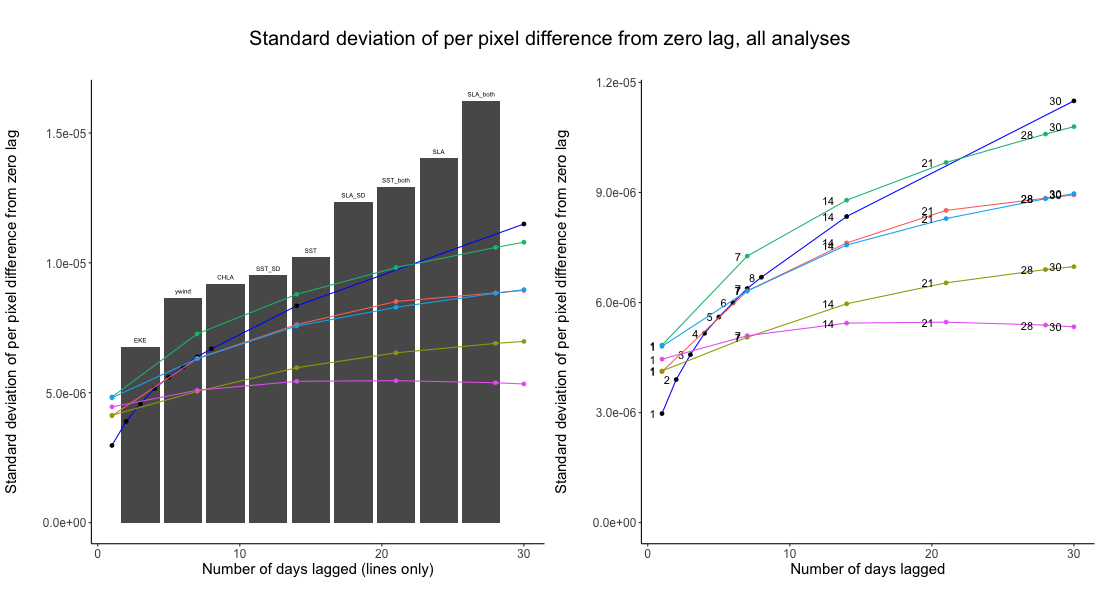 Standard deviation of per pixel difference from zero lag, all analyses
Standard deviation of per pixel difference from zero lag
1.5e-05
1.0e-05
5.0e-06
0.0e+00
EKE
ywind
CHLA
SST_SD
SST
SLA_SD
SST_both
SLA
SLA_both
0
10
20
30
Number of days lagged (lines only)
Standard deviation of per pixel difference from zero lag
1.2e-05
9.0e-06
6.0e-06
3.0e-06
0.0e+00
30
30
28
21
14
14
7
8
7
6
5
4
3
2
1
1
1
1
14
14
21
21
28
30
7
14
21
28
30
14
21
28
30
0
10
20
30
Number of days lagged